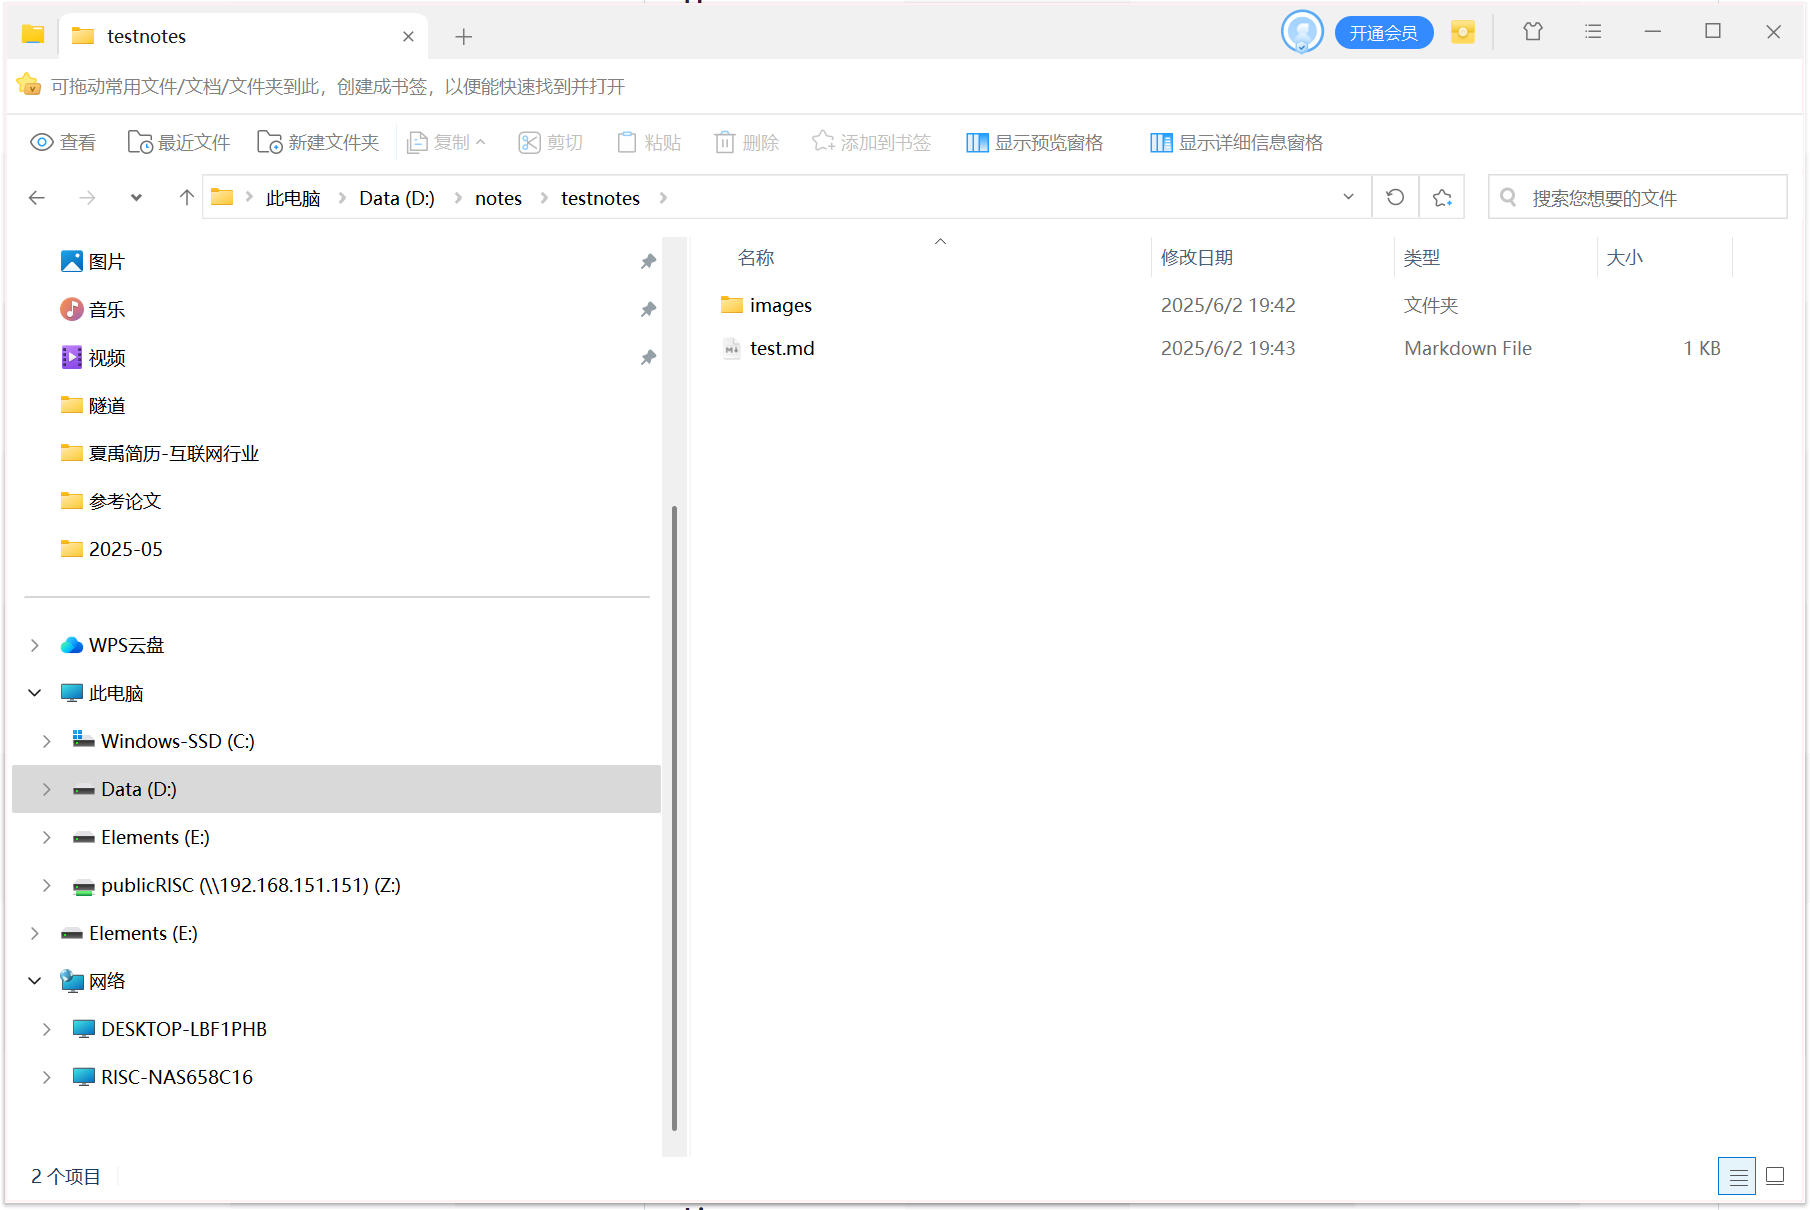 testnotes
开通会员
可拖动常用文件/文档/文件夹到此，创建成书签，以便能快速找到并打开
查看 最近文件 新建文件夹 复制 剪切 粘贴 删除 添加到书签 显示预览窗格 显示详细信息窗格
此电脑 Data (D:) notes testnotes 搜索您想要的文件
图片
音乐
视频
隧道
夏禹简历-互联网行业
参考论文
2025-05
WPS云盘
此电脑
Windows-SSD (C:)
Data (D:)
Elements (E:)
publicRISC (\\192.168.151.151) (Z:)
Elements (E:)
网络
DESKTOP-LBF1PHB
RISC-NAS658C16
名称 修改日期 类型 大小
images 2025/6/2 19:42 文件夹
test.md 2025/6/2 19:43 Markdown File 1 KB
2 个项目